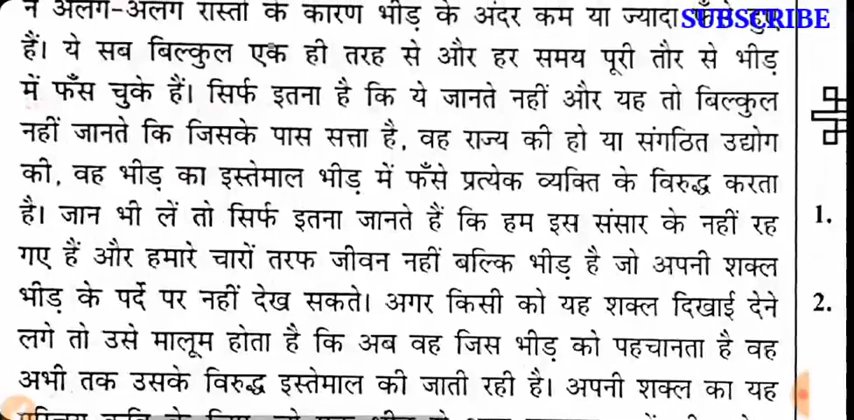 न अलग-अलग रास्तों के कारण भीड़ के अंदर कम या ज्यादा
SUBSCRIBE
हैं। ये सब बिल्कुल एक ही तरह से और हर समय पूरी तौर से भीड़
में फँस चुके हैं। सिर्फ इतना है कि ये जानते नहीं और यह तो बिल्कुल
नहीं जानते कि जिसके पास सत्ता है, वह राज्य की हो या संगठित उद्योग
की, वह भीड़ का इस्तेमाल भीड़ में फँसे प्रत्येक व्यक्ति के विरुद्ध करता
है। जान भी लें तो सिर्फ इतना जानते हैं कि हम इस संसार के नहीं रह
1.
गए हैं और हमारे चारों तरफ जीवन नहीं बल्कि भीड़ है जो अपनी शक्ल
भीड़ के पर्दे पर नहीं देख सकते। अगर किसी को यह शक्ल दिखाई देने
2.
लगे तो उसे मालूम होता है कि अब वह जिस भीड़ को पहचानता है वह
अभी तक उसके विरुद्ध इस्तेमाल की जाती रही है। अपनी शक्ल का यह